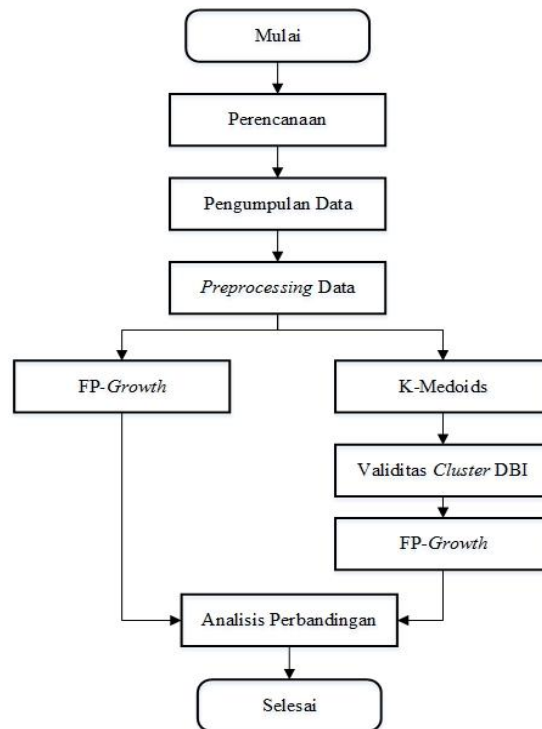 Mulai
Perencanaan
Pengumpulan Data
Preprocessing Data
FP-Growth
K-Medoids
Validitas Cluster DBI
FP-Growth
Analisis Perbandingan
Selesai